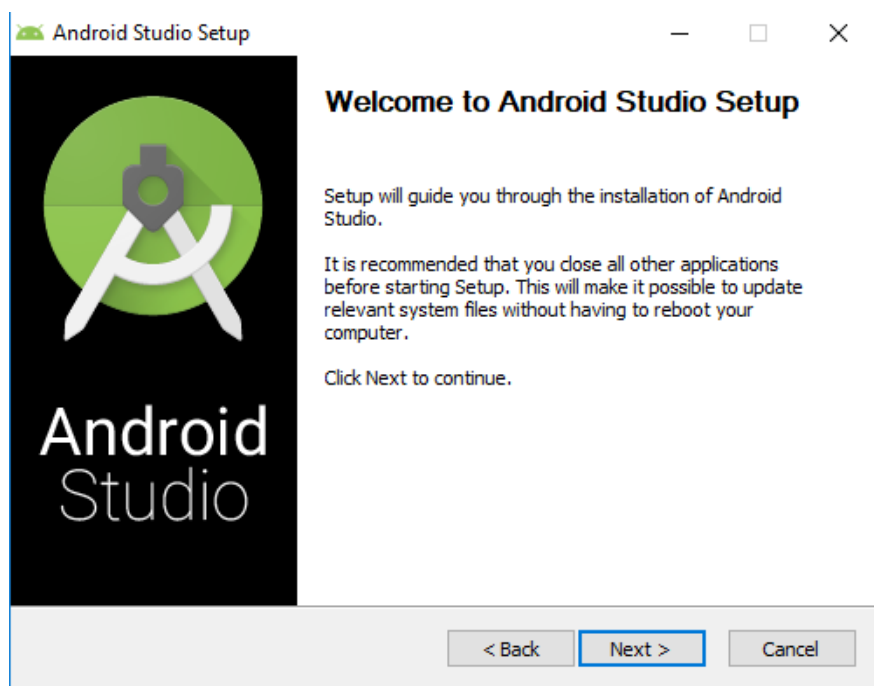 Android Studio Setup
Welcome to Android Studio Setup
Setup will guide you through the installation of Android
Studio.
It is recommended that you close all other applications
before starting Setup. This will make it possible to update
relevant system files without having to reboot your
computer.
Click Next to continue.
Android
Studio
< Back
Next >
Cancel